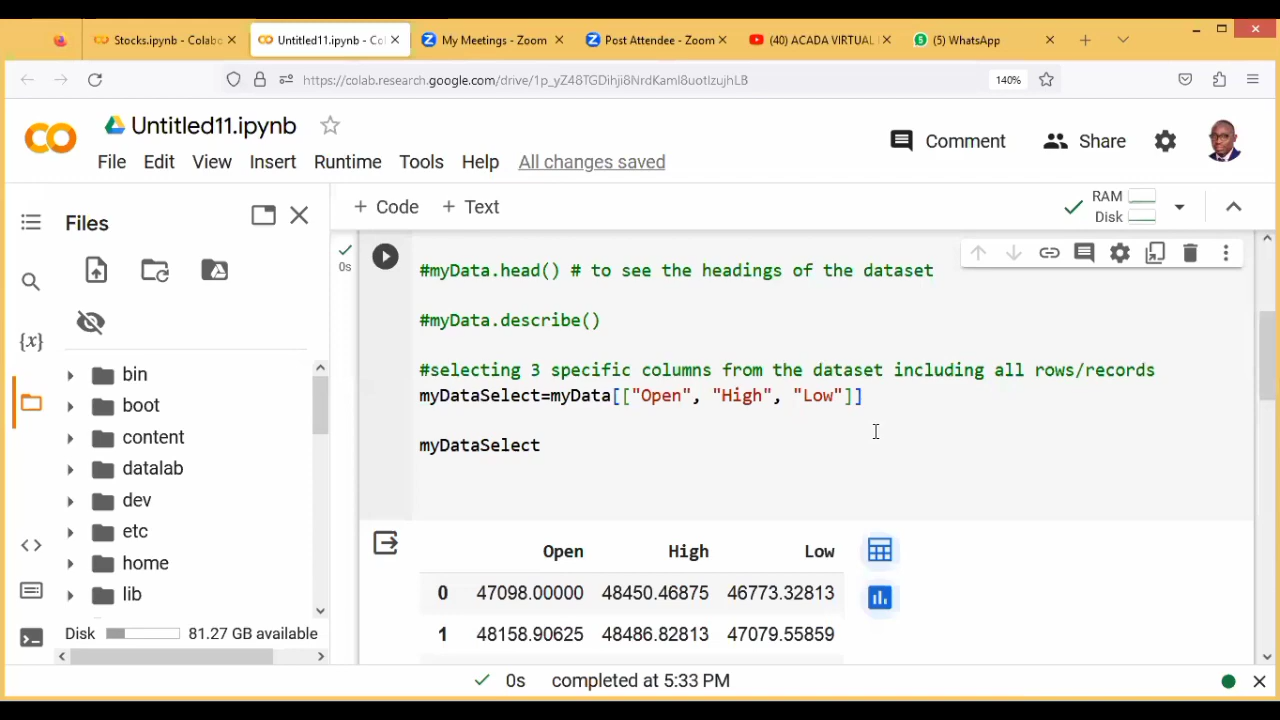 Stocks.ipynb - Colabo
Untitled11.ipynb - Col
My Meetings - Zoom
Post Attendee - Zoom
(40) ACADA VIRTUAL
(5) WhatsApp
https://colab.research.google.com/drive/1p_yZ48TGDihji8NrdKamI8uotIzujhLB
140%
Untitled11.ipynb
Comment
Share
File Edit View Insert Runtime Tools Help All changes saved
Files
+ Code + Text
RAM
Disk
0s
#myData.head() # to see the headings of the dataset
#myData.describe()
#selecting 3 specific columns from the dataset including all rows/records
myDataSelect=myData[["Open", "High", "Low"]]
myDataSelect
{x}
bin
boot
content
datalab
dev
etc
home
lib
Disk 81.27 GB available
Open High Low
0 47098.00000 48450.46875 46773.32813
1 48158.90625 48486.82813 47079.55859
0s completed at 5:33 PM